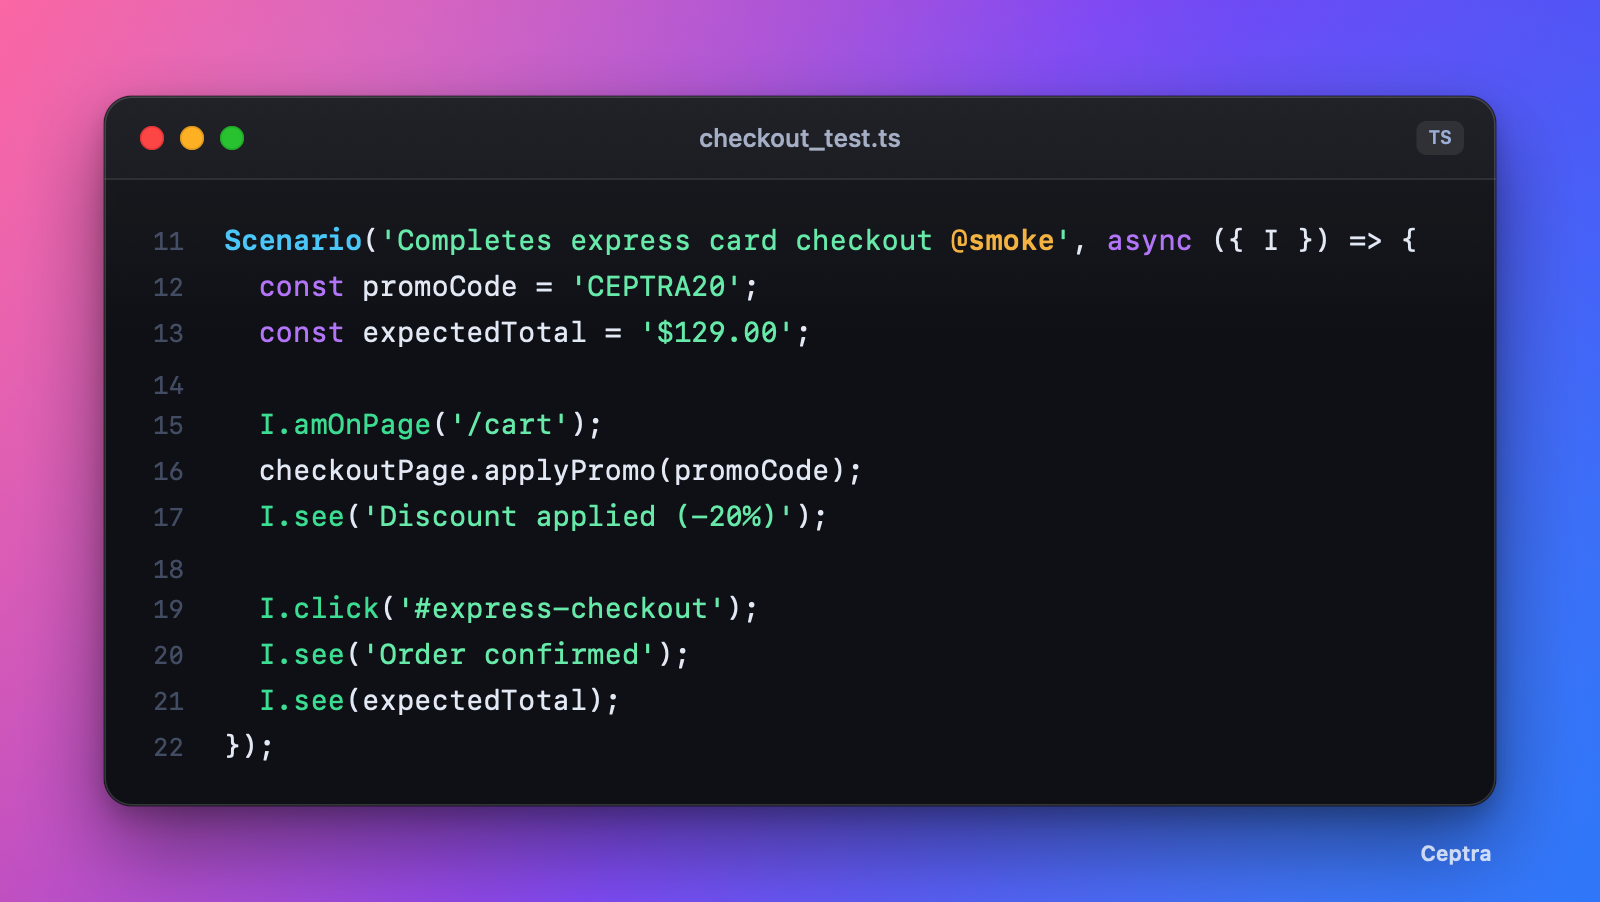 checkout_test.ts
TS
11 Scenario('Completes express card checkout @smoke', async ({ I }) => {
12   const promoCode = 'CEPTRA20';
13   const expectedTotal = '$129.00';
14
15   I.amOnPage('/cart');
16   checkoutPage.applyPromo(promoCode);
17   I.see('Discount applied (-20%)');
18
19   I.click('#express-checkout');
20   I.see('Order confirmed');
21   I.see(expectedTotal);
22 });
Ceptra